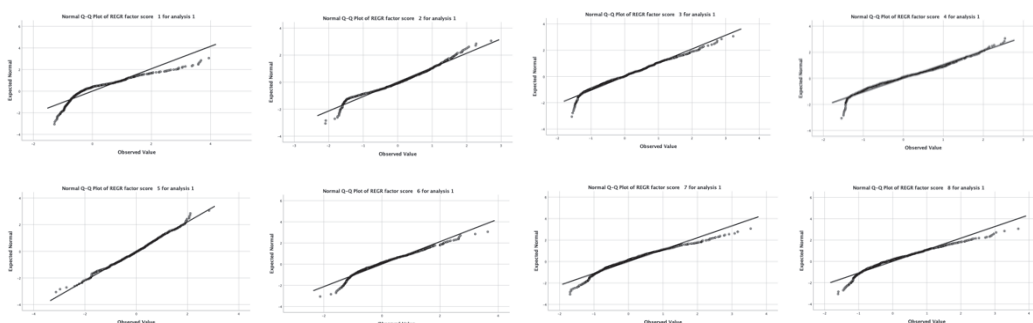 Normal Q-Q Plot of REGR factor score 1 for analysis 1
Normal Q-Q Plot of REGR factor score 2 for analysis 1
Normal Q-Q Plot of REGR factor score 3 for analysis 1
Normal Q-Q Plot of REGR factor score 4 for analysis 1
Expected Normal
Expected Normal
Expected Normal
Expected Normal
Observed Value
Observed Value
Observed Value
Observed Value
Normal Q-Q Plot of REGR factor score 5 for analysis 1
Normal Q-Q Plot of REGR factor score 6 for analysis 1
Normal Q-Q Plot of REGR factor score 7 for analysis 1
Normal Q-Q Plot of REGR factor score 8 for analysis 1
Expected Normal
Expected Normal
Expected Normal
Expected Normal
Observed Value
Observed Value
Observed Value
Observed Value